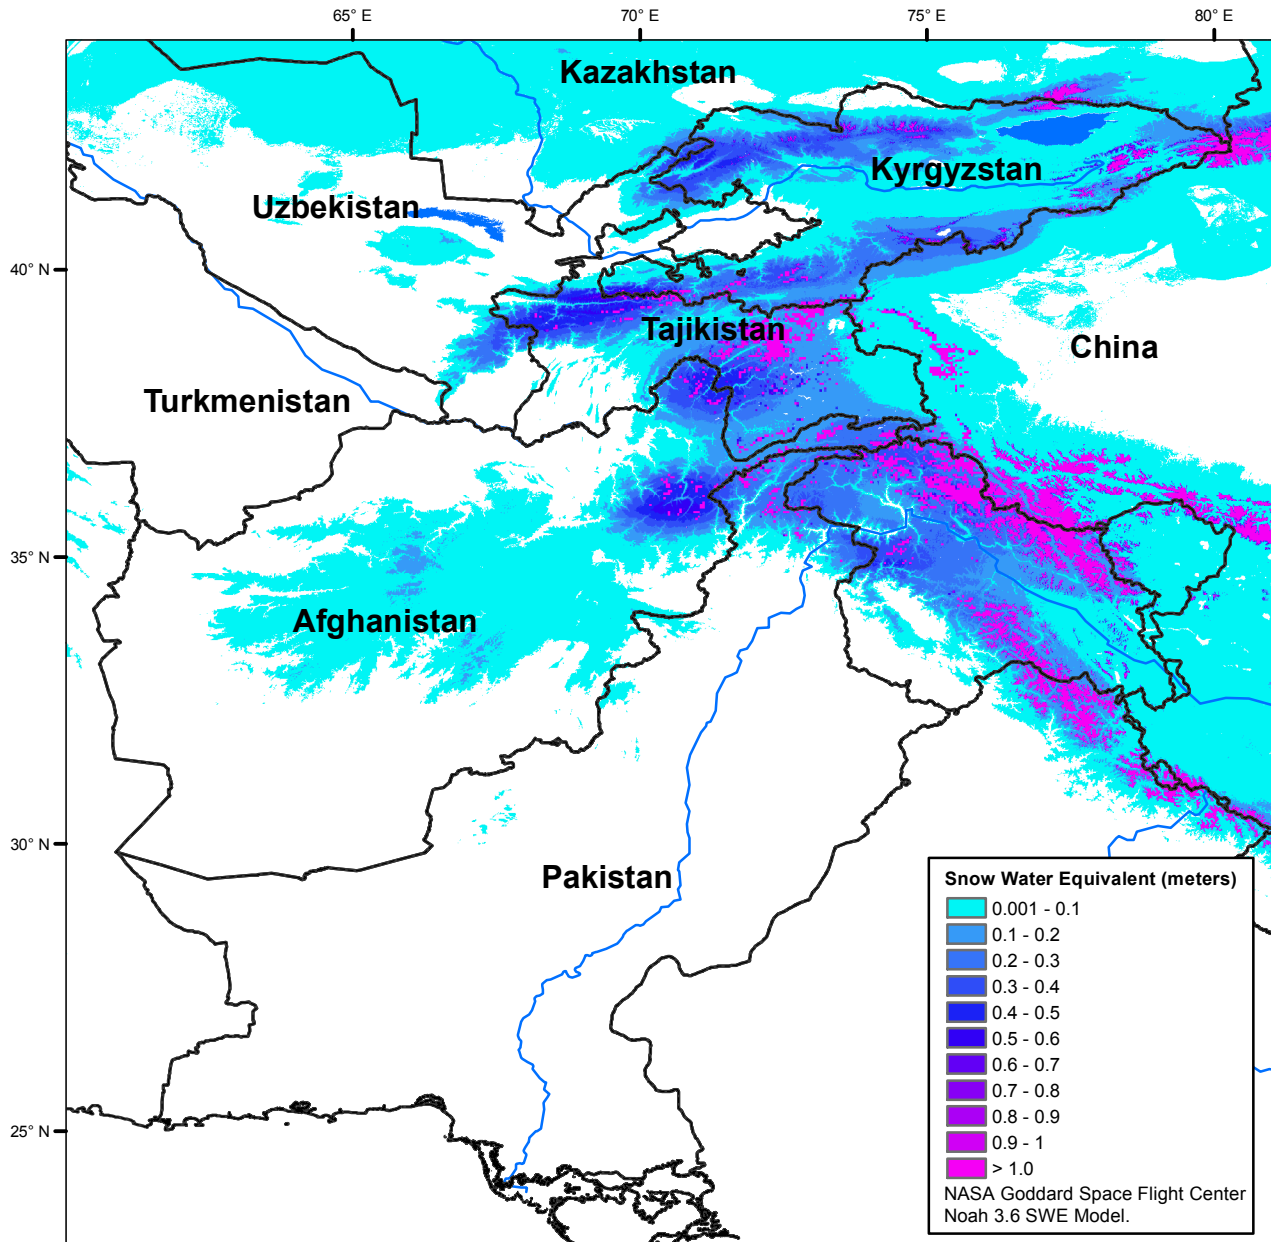 65° E
70° E
75° E
80° E
Kazakhstan
Kyrgyzstan
Uzbekistan
40° N
Tajikistan
China
Turkmenistan
35° N
Afghanistan
30° N
Pakistan
25° N
Snow Water Equivalent (meters)
0.001 - 0.1
0.1 - 0.2
0.2 - 0.3
0.3 - 0.4
0.4 - 0.5
0.5 - 0.6
0.6 - 0.7
0.7 - 0.8
0.8 - 0.9
0.9 - 1
> 1.0
NASA Goddard Space Flight Center
Noah 3.6 SWE Model.